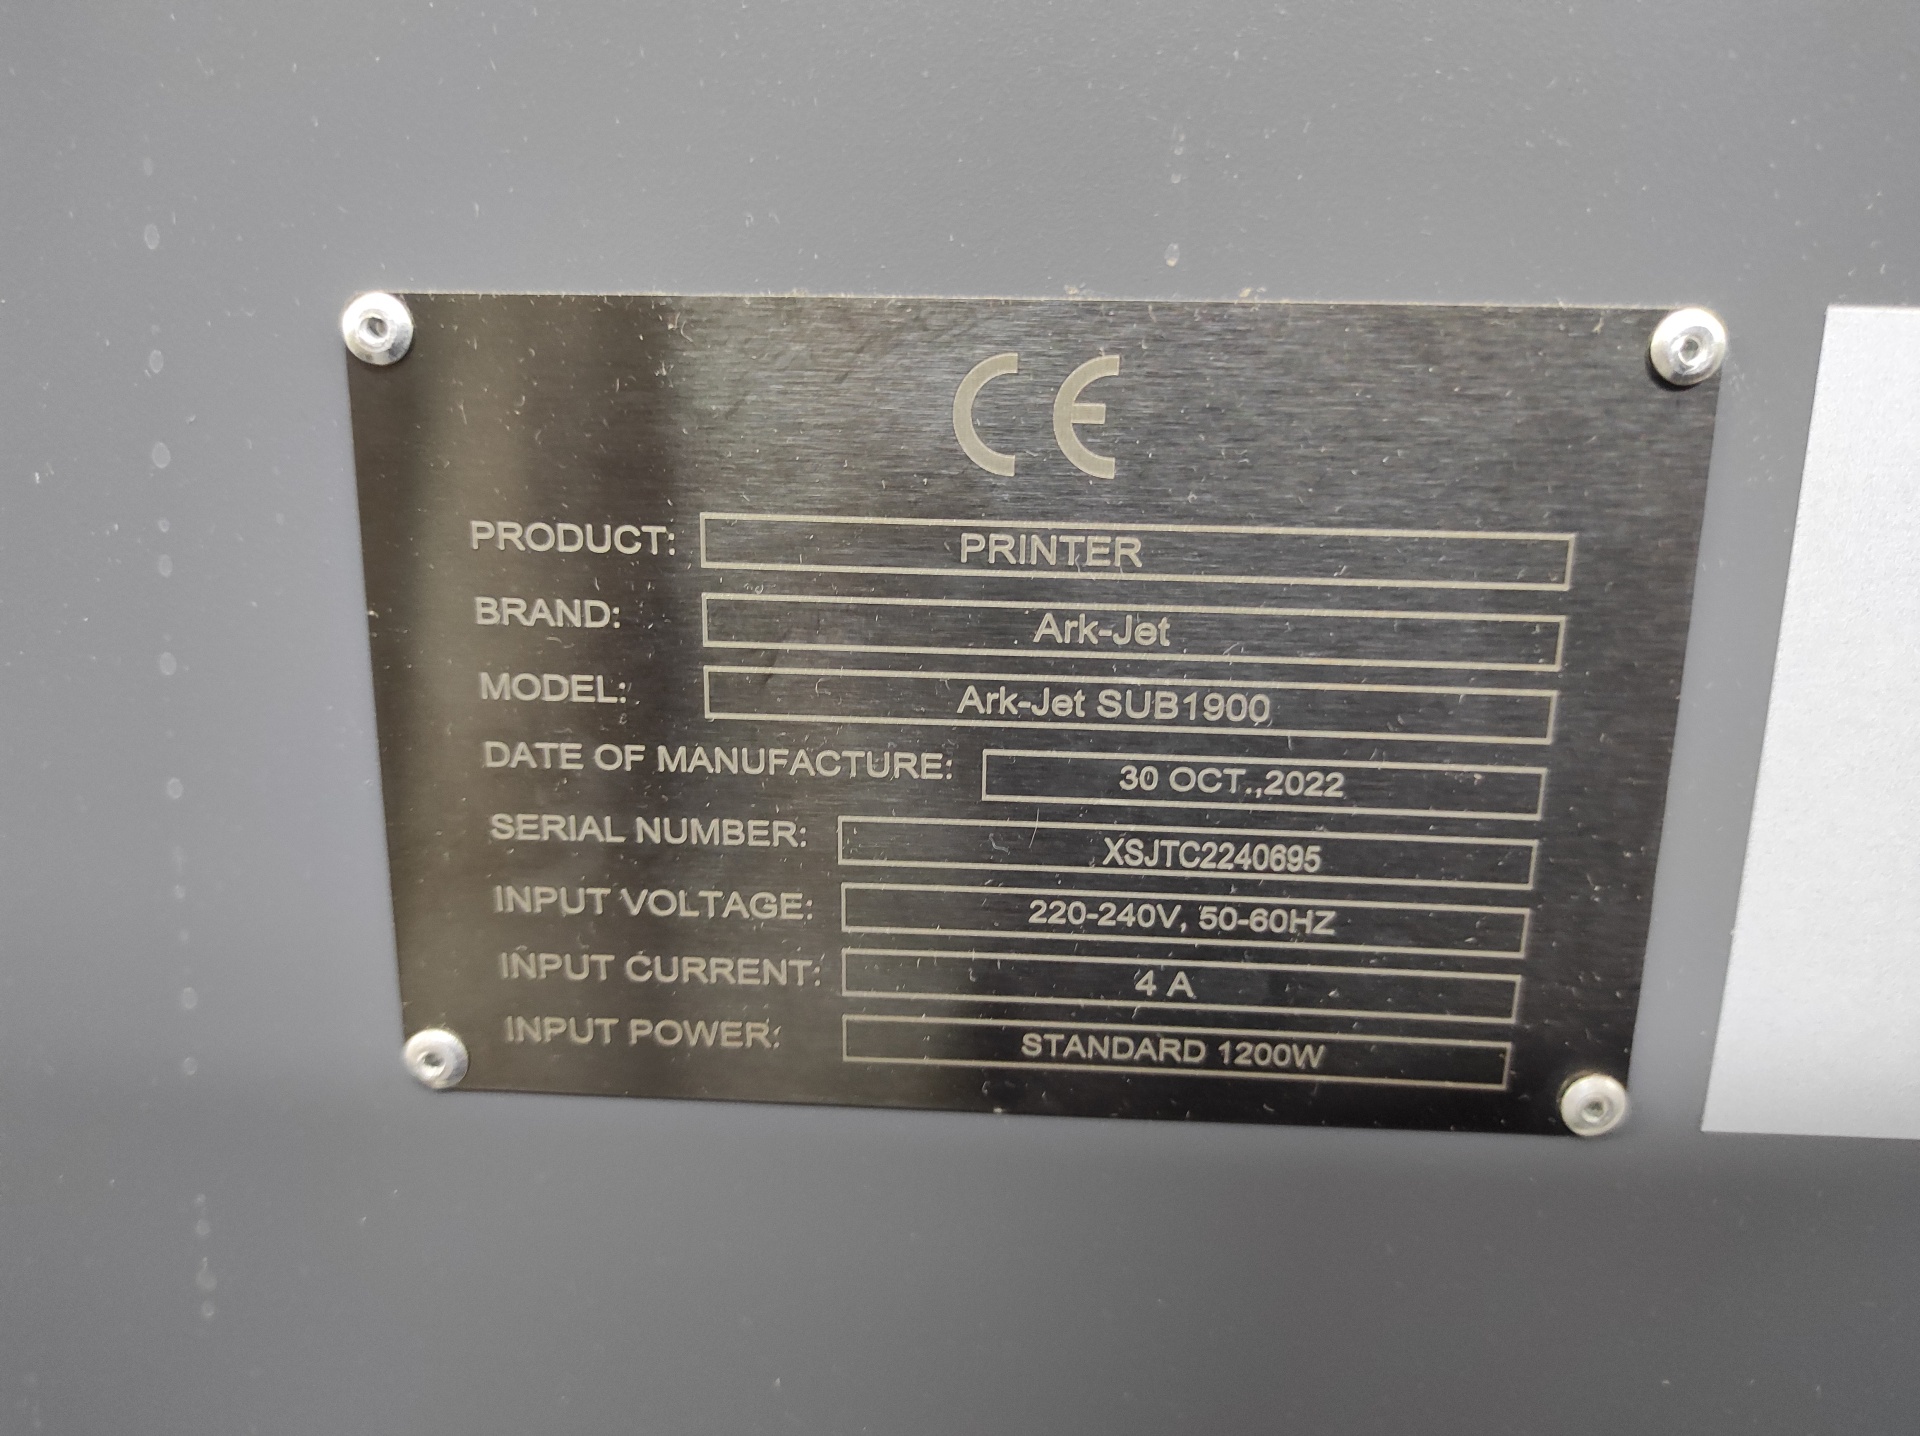 CE
PRODUCT: PRINTER
BRAND: Ark-Jet
MODEL: Ark-Jet SUB1900
DATE OF MANUFACTURE: 30 OCT.,2022
SERIAL NUMBER: XSJTC2240695
INPUT VOLTAGE: 220-240V, 50-60HZ
INPUT CURRENT: 4 A
INPUT POWER: STANDARD 1200W